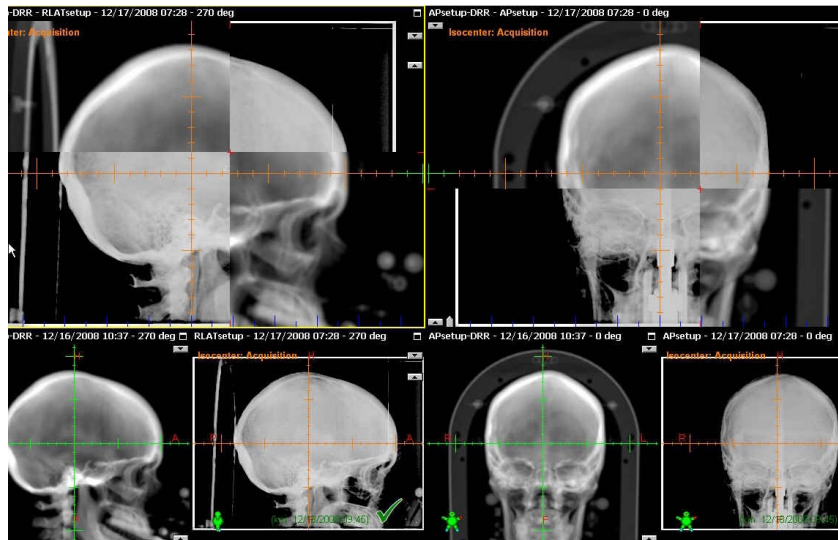 p-DRR - RLATsetup - 12/17/2008 07:28 - 270 deg
APsetup-DRR - APsetup - 12/17/2008 07:28 - 0 deg
ter: Acquisition
Isocenter: Acquisition
p-DRR - 12/16/2008 10:37 - 270 deg
RLATsetup - 12/17/2008 07:28 - 270 deg
APsetup-DRR - 12/16/2008 10:37 - 0 deg
APsetup - 12/17/2008 07:28 - 0 deg
Isocenter: Acquisition
H
Isocenter: Acquisition
A
P
A
R
L
R
F